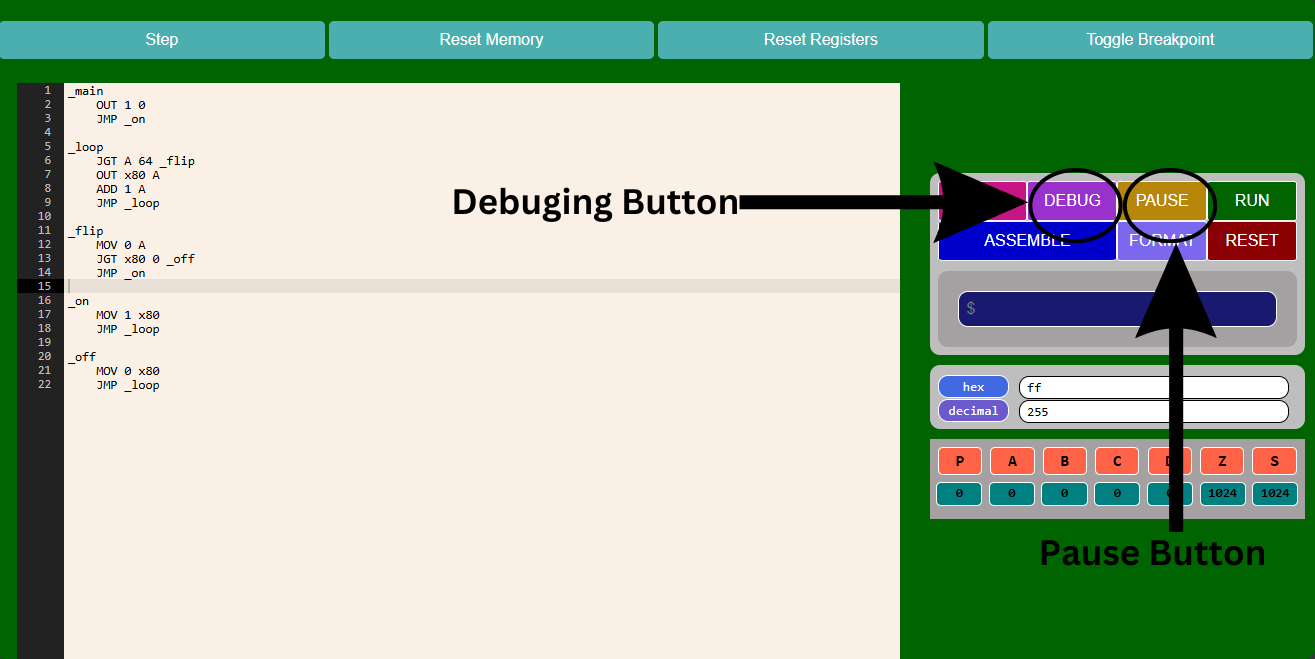 Step
Reset Memory
Reset Registers
Toggle Breakpoint
1 _main
2 OUT 1 0
3 JMP _on
4
5 _loop
6 JGT A 64 _flip
7 OUT x80 A
8 ADD 1 A
9 JMP _loop
10
11 _flip
12 MOV 0 A
13 JGT x80 0 _off
14 JMP _on
15
16 _on
17 MOV 1 x80
18 JMP _loop
19
20 _off
21 MOV 0 x80
22 JMP _loop
Debuging Button
DEBUG PAUSE RUN
ASSEMBLE FORMAT RESET
$
hex ff
decimal 255
P A B C D Z S
0 0 0 0 1024 1024
Pause Button